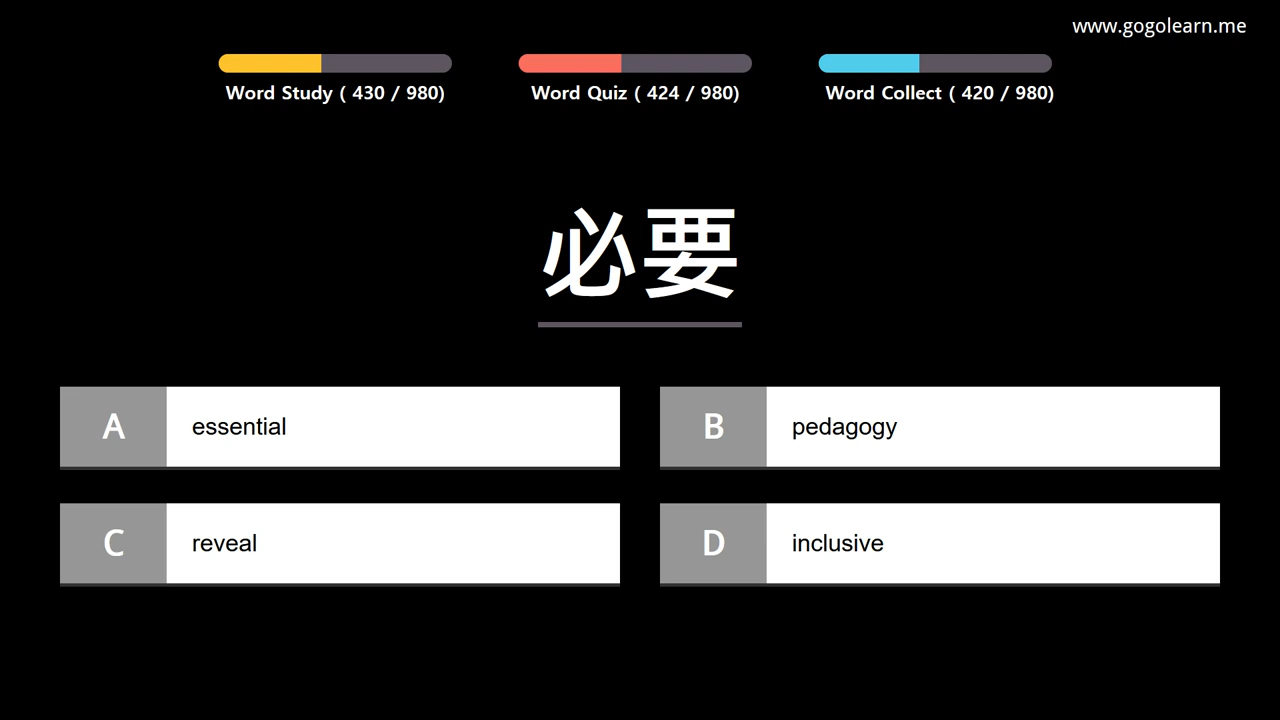 www.gogolearn.me
Word Study ( 430 / 980)
Word Quiz ( 424 / 980)
Word Collect ( 420 / 980)
必要
A essential
B pedagogy
C reveal
D inclusive